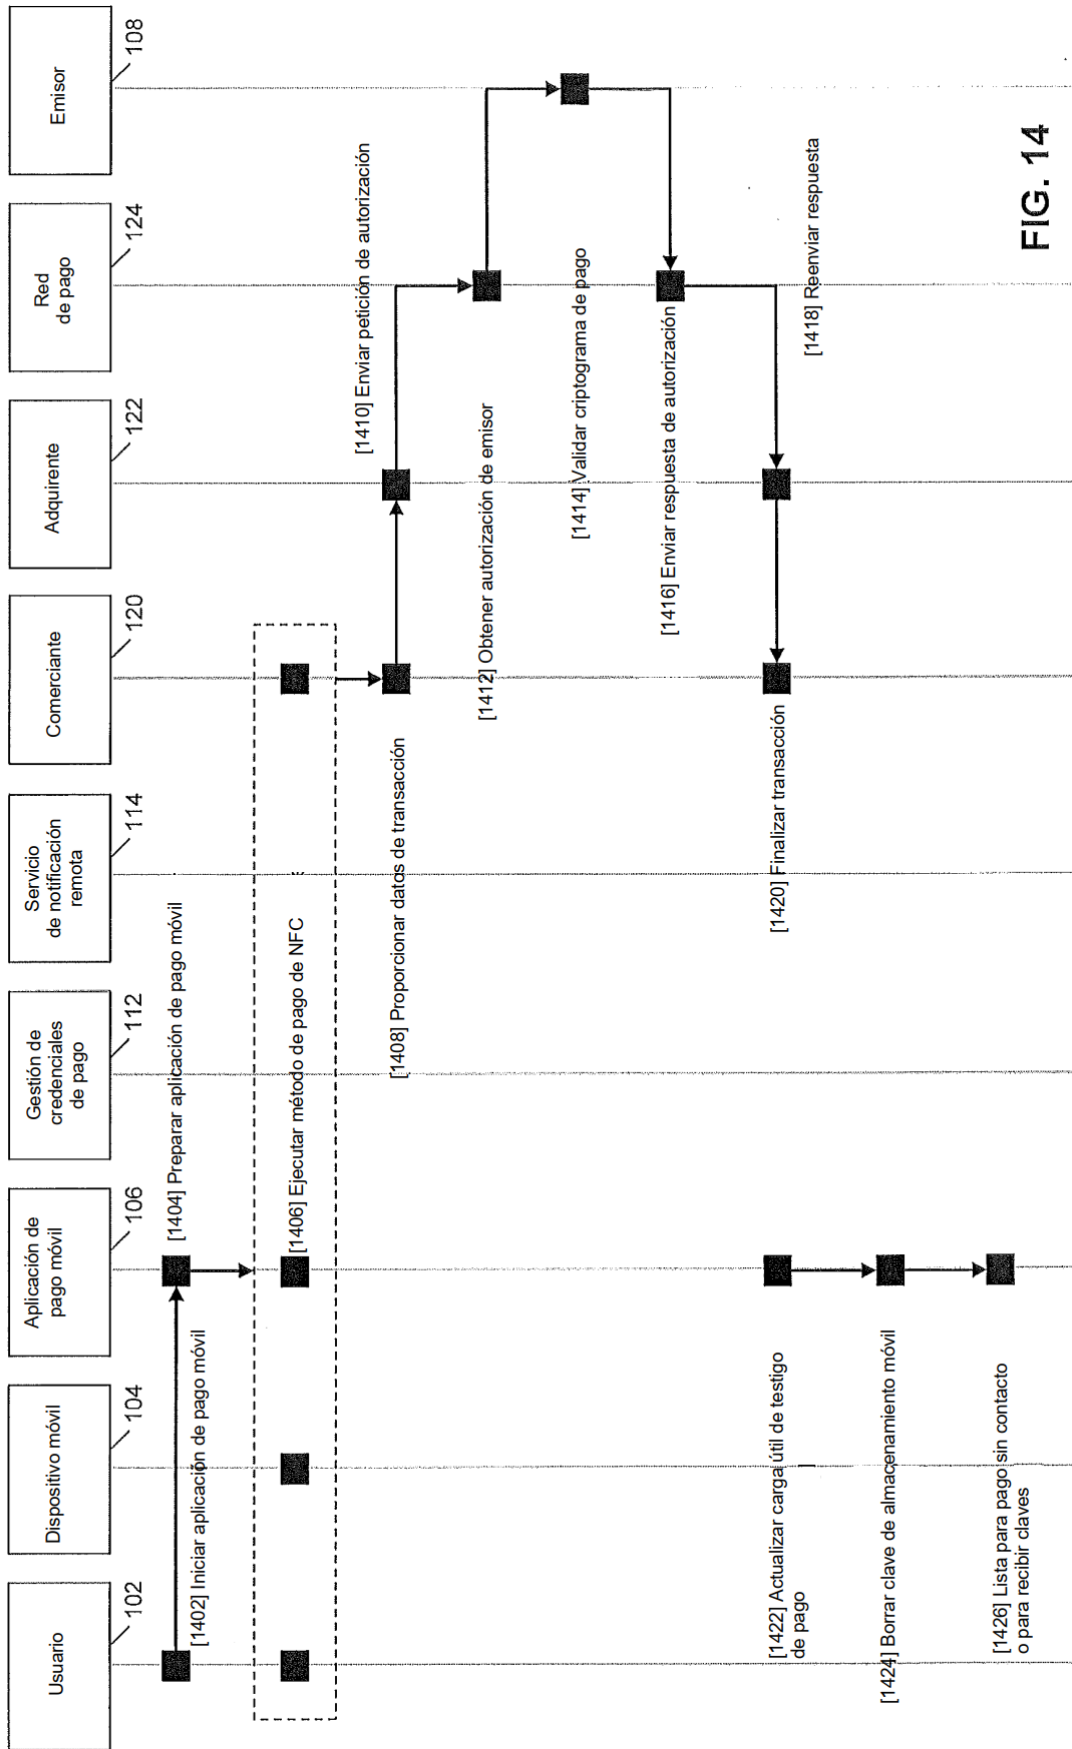 Usuario
102
Dispositivo móvil
104
Aplicación de
pago móvil
106
Gestión de
credenciales
de pago
112
Servicio
de notificación
remota
114
Comerciante
120
Adquirente
122
Red
de pago
124
Emisor
108
[1402] Iniciar aplicación de pago móvil
[1404] Preparar aplicación de pago móvil
[1406] Ejecutar método de pago de NFC
[1408] Proporcionar datos de transacción
[1410] Enviar petición de autorización
[1412] Obtener autorización de emisor
[1414] Validar criptograma de pago
[1416] Enviar respuesta de autorización
[1418] Reenviar respuesta
[1420] Finalizar transacción
[1422] Actualizar carga útil de testigo
de pago
[1424] Borrar clave de almacenamiento móvil
[1426] Lista para pago sin contacto
o para recibir claves
FIG. 14